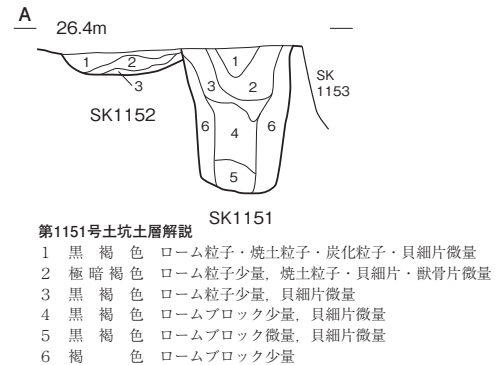 A
26.4m
1 2
3
SK1152
1
2
3
6
4
6
5
SK
1153
SK1151
第1151号土坑土層解説
1 黒褐色 ローム粒子・焼土粒子・炭化粒子・貝細片微量
2 極暗褐色 ローム粒子少量，焼土粒子・貝細片・獣骨片微量
3 黒褐色 ローム粒子少量，貝細片微量
4 黒褐色 ロームブロック少量，貝細片微量
5 黒褐色 ロームブロック微量，貝細片微量
6 褐色 ロームブロック少量